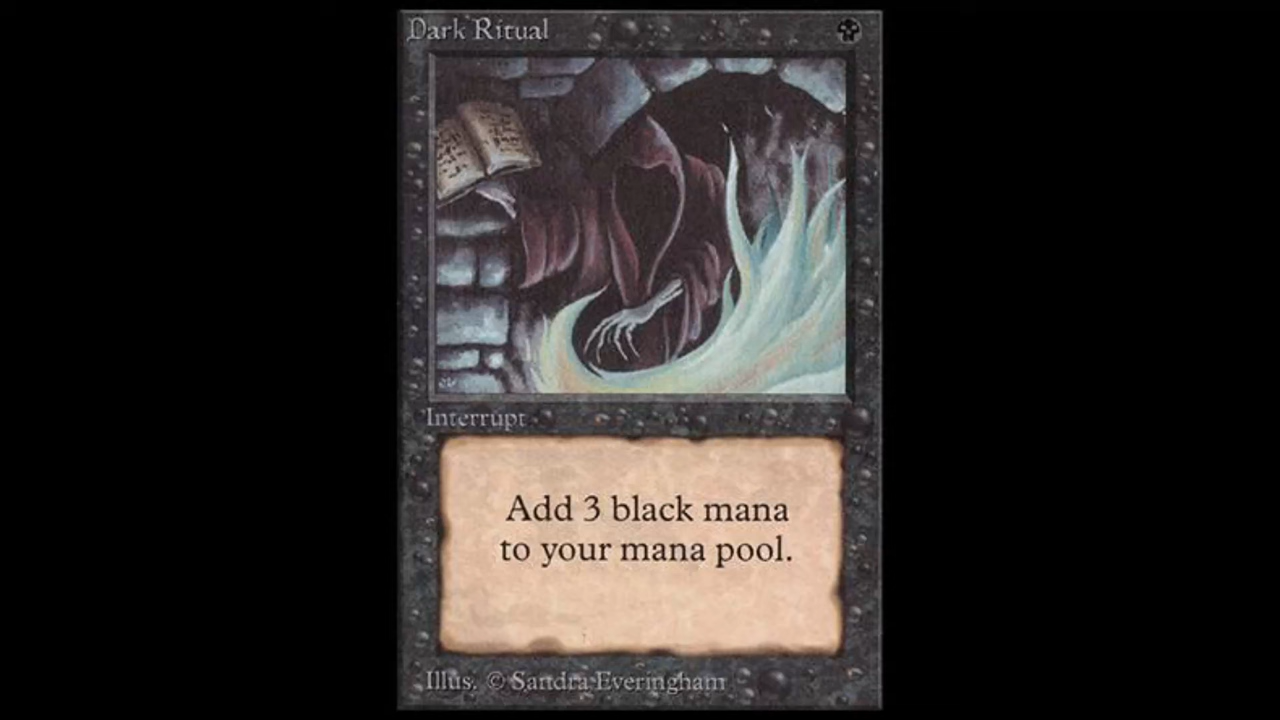 Dark Ritual
Interrupt
Add 3 black mana
to your mana pool.
Illus. © Sandra Everingham